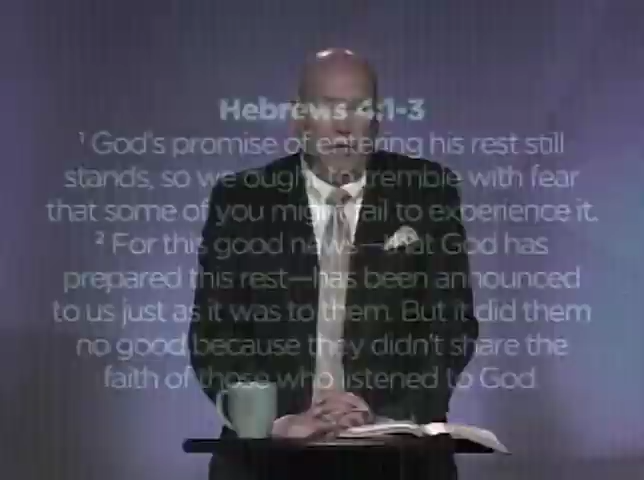 Hebrews 4:1-3
¹ God's promise of entering his rest still
stands, so we ought to tremble with fear
that some of you might fail to experience it.
² For this good news—that God has
prepared this rest—has been announced
to us just as it was to them. But it did them
no good because they didn't share the
faith of those who listened to God.